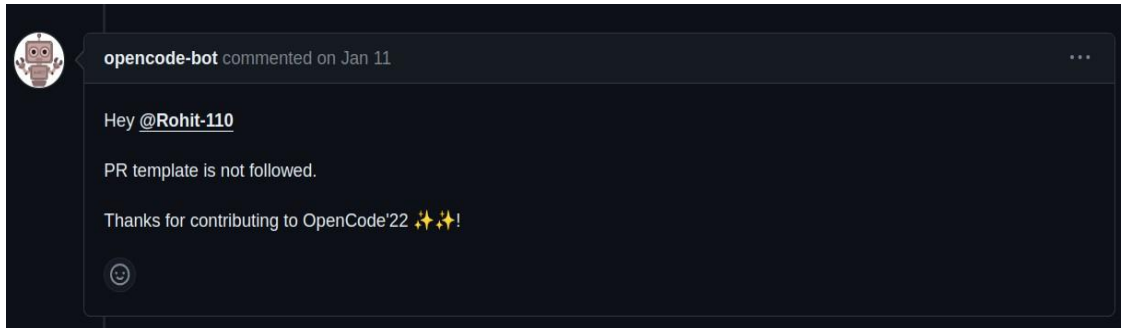 opencode-bot commented on Jan 11
Hey @Rohit-110
PR template is not followed.
Thanks for contributing to OpenCode'22 ✨✨!